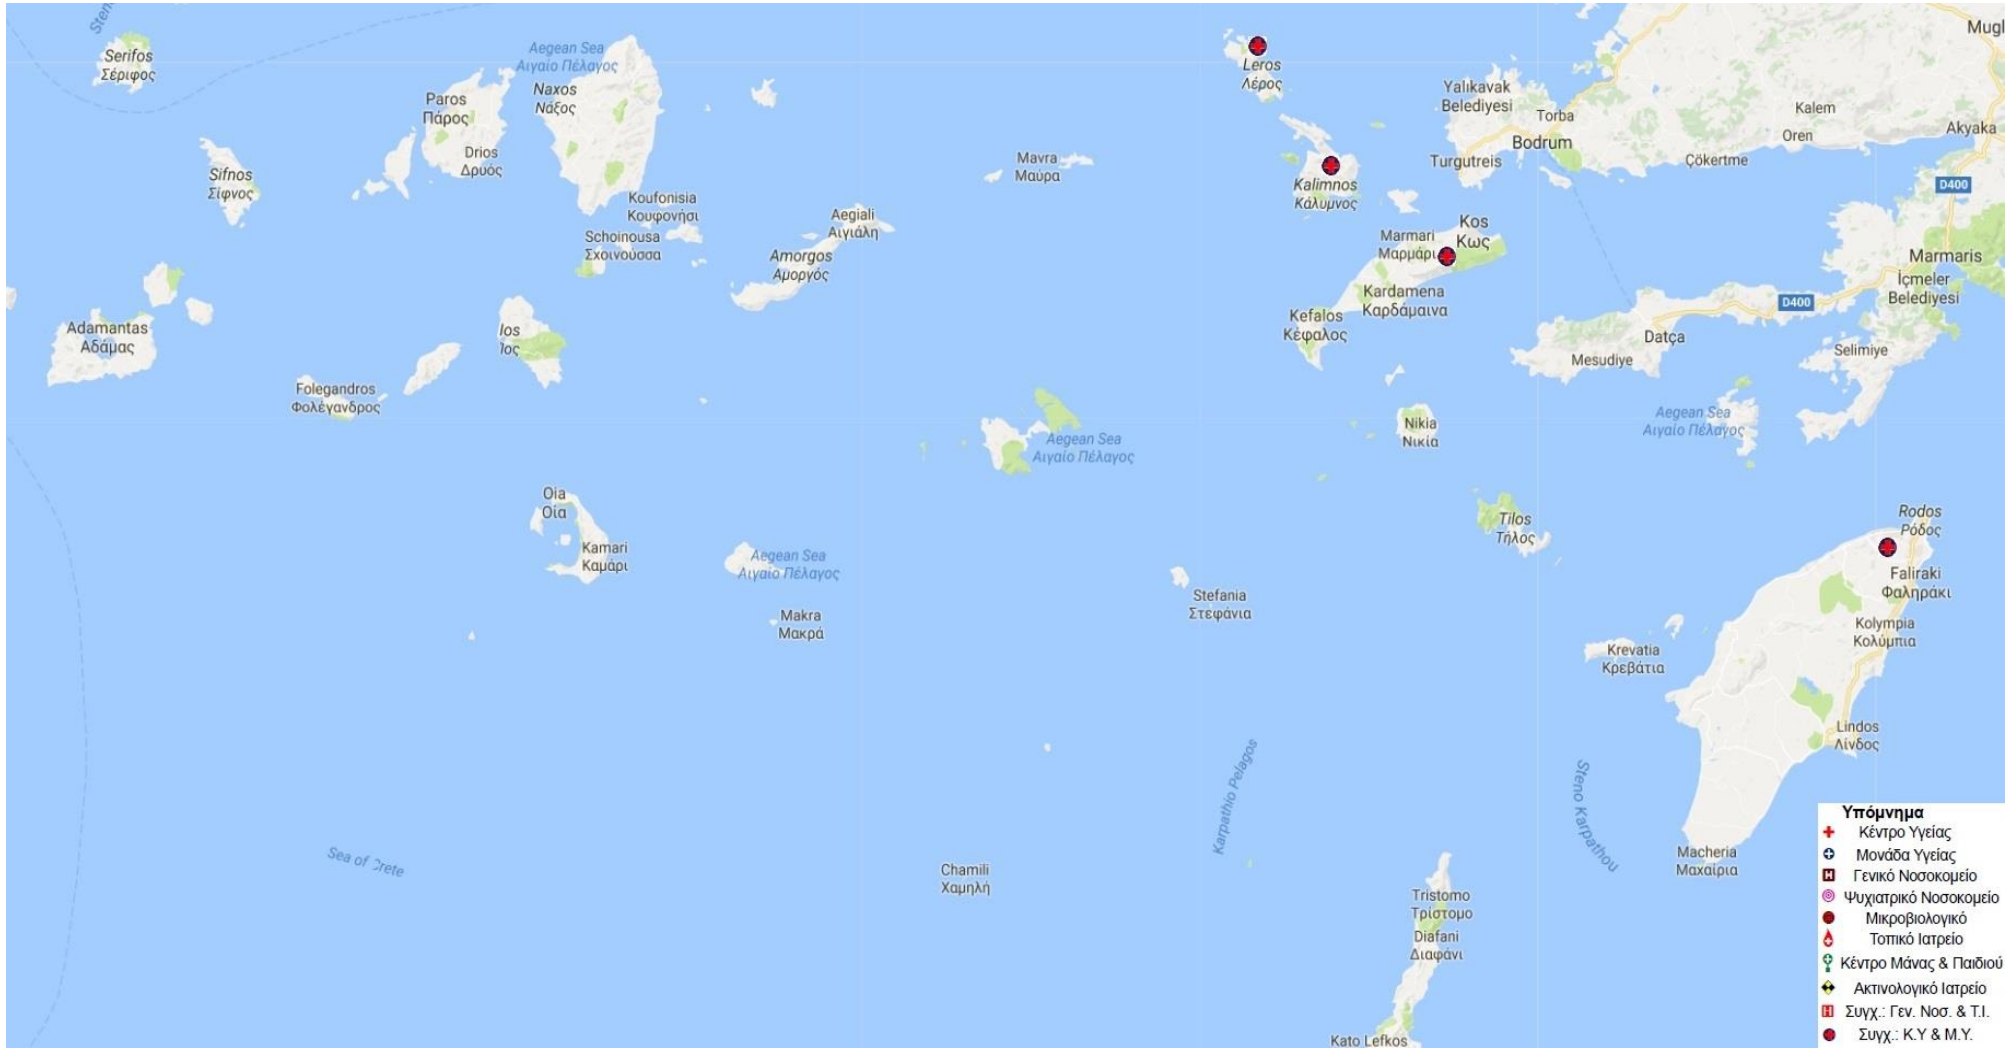 Steno
Mugl
Serifos
Σέριφος
Aegean Sea
Αιγαίο Πέλαγος
Leros
Λέρος
Naxos
Νάξος
Paros
Πάρος
Yalıkavak
Belediyesi
Torba
Kalem
Oren
Akyaka
Bodrum
Drios
Δρυός
Mavra
Μαύρα
Turgutreis
Çökertme
Sifnos
Σίφνος
Kalimnos
Κάλυμνος
D400
Koufonisia
Κουφονήσι
Aegiali
Αιγιάλη
Kos
Κως
Schoinousa
Σχοινούσσα
Marmari
Μαρμάρι
Amorgos
Αμοργός
Marmaris
İçmeler
Belediyesi
Kardamena
Καρδάμαινα
D400
Adamantas
Αδάμας
Ios
Ίος
Kefalos
Κέφαλος
Datça
Mesudiye
Selimiye
Folegandros
Φολέγανδρος
Nikia
Νικία
Aegean Sea
Αιγαίο Πέλαγος
Aegean Sea
Αιγαίο Πέλαγος
Oia
Οία
Tilos
Τήλος
Rodos
Ρόδος
Kamari
Καμάρι
Aegean Sea
Αιγαίο Πέλαγος
Faliraki
Φαληράκι
Stefania
Στεφάνια
Makra
Μακρά
Kolympia
Κολύμπια
Krevatia
Κρεβάτια
Lindos
Λίνδος
Karpathio Pelagos
Steno Karpathou
Sea of Crete
Chamili
Χαμηλή
Macheria
Μαχαίρια
Tristomo
Τρίστομο
Diafani
Διαφάνι
Kato Lefkos
Υπόμνημα
Κέντρο Υγείας
Μονάδα Υγείας
H Γενικό Νοσοκομείο
Ψυχιατρικό Νοσοκομείο
Μικροβιολογικό
Τοπικό Ιατρείο
Κέντρο Μάνας & Παιδιού
Ακτινολογικό Ιατρείο
H Συγχ.: Γεν. Νοσ. & Τ.Ι.
Συγχ.: Κ.Υ & Μ.Υ.